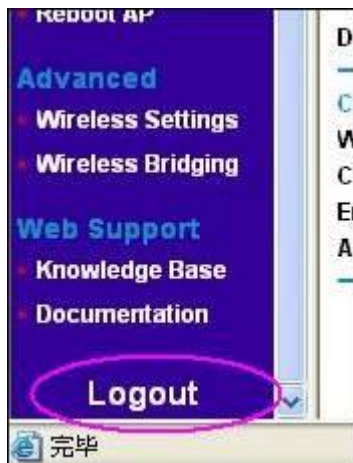 Reboot AP
Advanced
Wireless Settings
Wireless Bridging
Web Support
Knowledge Base
Documentation
Logout
D
C
W
C
A
完毕